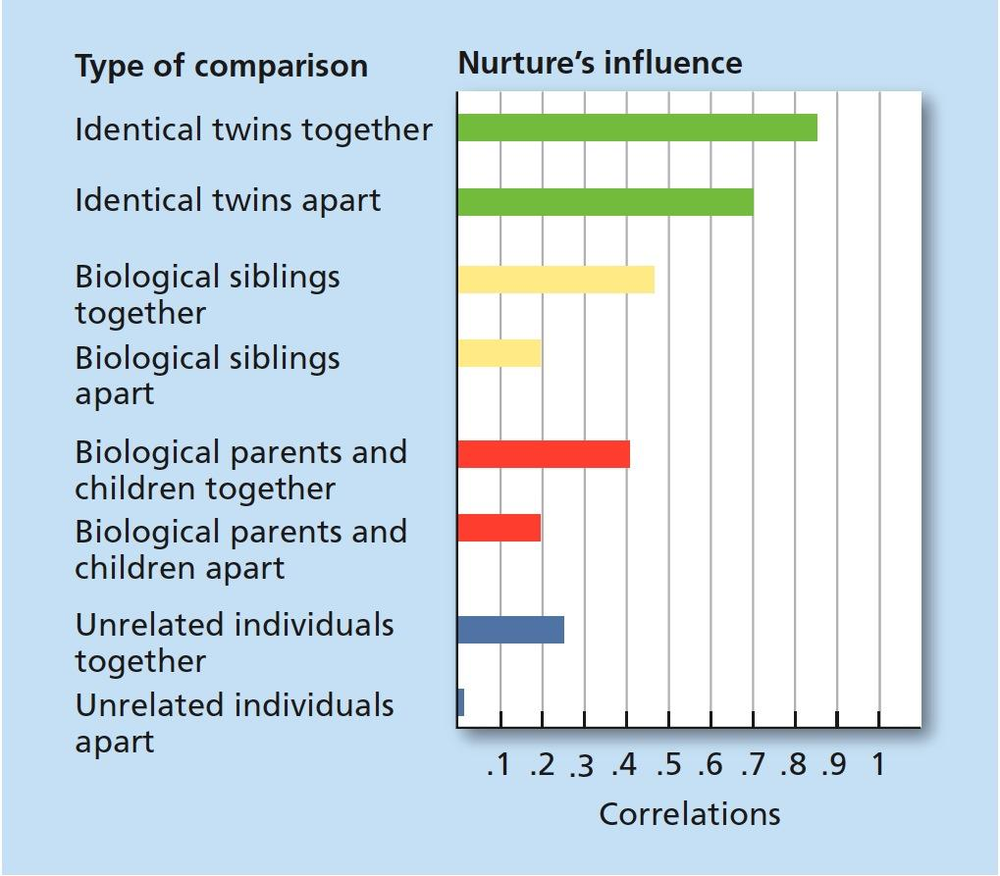 Type of comparison
Nurture's influence
Identical twins together
Identical twins apart
Biological siblings
together
Biological siblings
apart
Biological parents and
children together
Biological parents and
children apart
Unrelated individuals
together
Unrelated individuals
apart
.1 .2 .3 .4 .5 .6 .7 .8 .9 1
Correlations